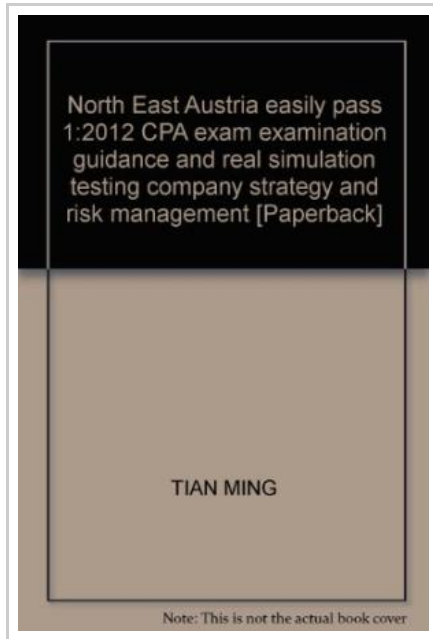 North East Austria easily pass
1:2012 CPA exam examination
guidance and real simulation
testing company strategy and
risk management [Paperback]
TIAN MING
Note: This is not the actual book cover